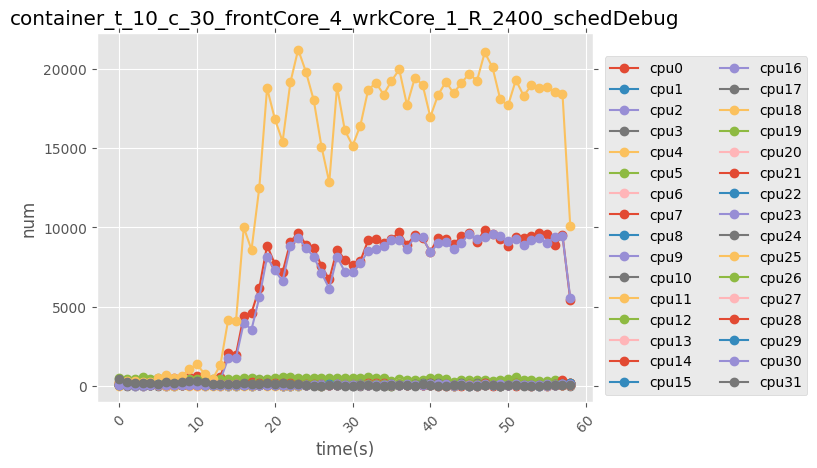 container_t_10_c_30_frontCore_4_wrkCore_1_R_2400_schedDebug
20000
15000
10000
5000
0
num
0
10
20
30
40
50
60
time(s)
cpu0
cpu1
cpu2
cpu3
cpu4
cpu5
cpu6
cpu7
cpu8
cpu9
cpu10
cpu11
cpu12
cpu13
cpu14
cpu15
cpu16
cpu17
cpu18
cpu19
cpu20
cpu21
cpu22
cpu23
cpu24
cpu25
cpu26
cpu27
cpu28
cpu29
cpu30
cpu31